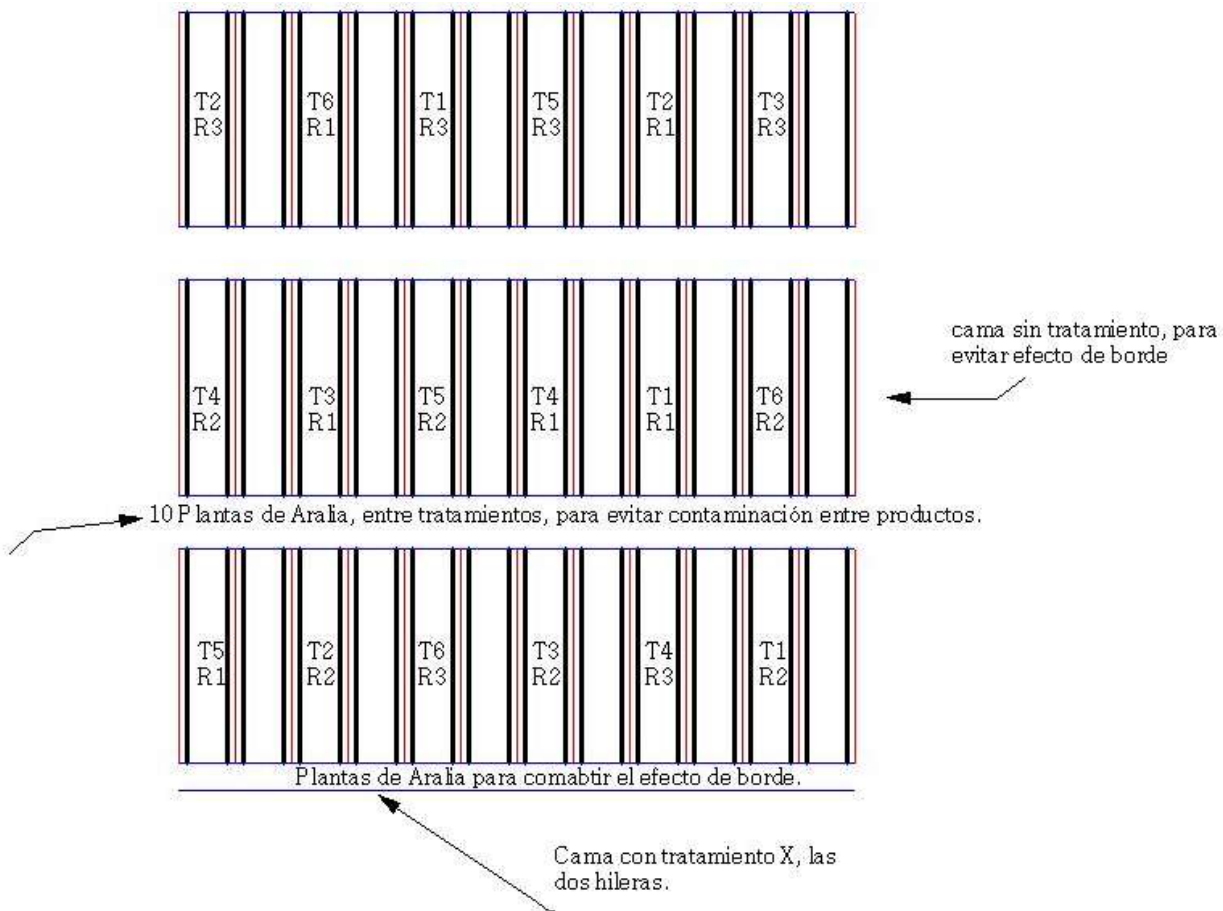 T2 T6 T1 T5 T2 T3
R3 R1 R3 R3 R1 R3
cama sin tratamiento, para
evitar efecto de borde
T4 T3 T5 T4 T1 T6
R2 R1 R2 R1 R1 R2
10 Plantas de Aralia, entre tratamientos, para evitar contaminación entre productos.
T5 T2 T6 T3 T4 T1
R1 R2 R3 R2 R3 R2
Plantas de Aralia para comabtir el efecto de borde.
Cama con tratamiento X, las
dos hileras.